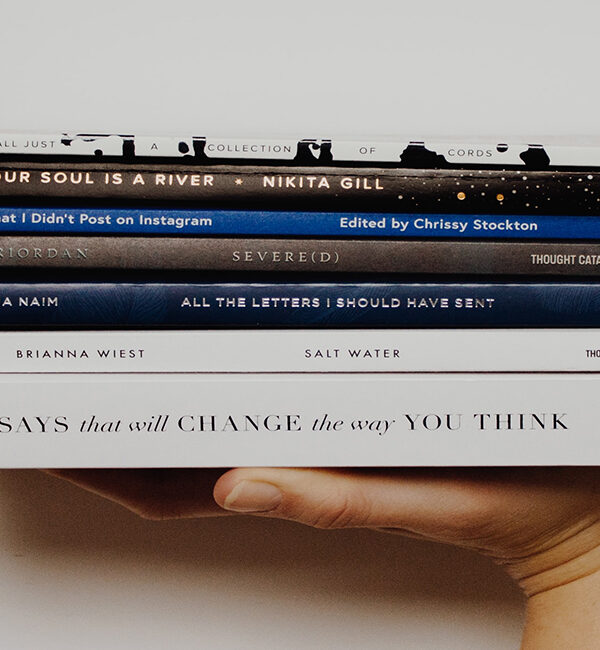 ALL JUST A COLLECTION OF CORDS
OUR SOUL IS A RIVER * NIKITA GILL
at I Didn't Post on Instagram Edited by Chrissy Stockton
RIORDAN SEVERE(D) THOUGHT CATA
A NA!M ALL THE LETTERS I SHOULD HAVE SENT
BRIANNA WIEST SALT WATER THO
SAYS that will CHANGE the way YOU THINK